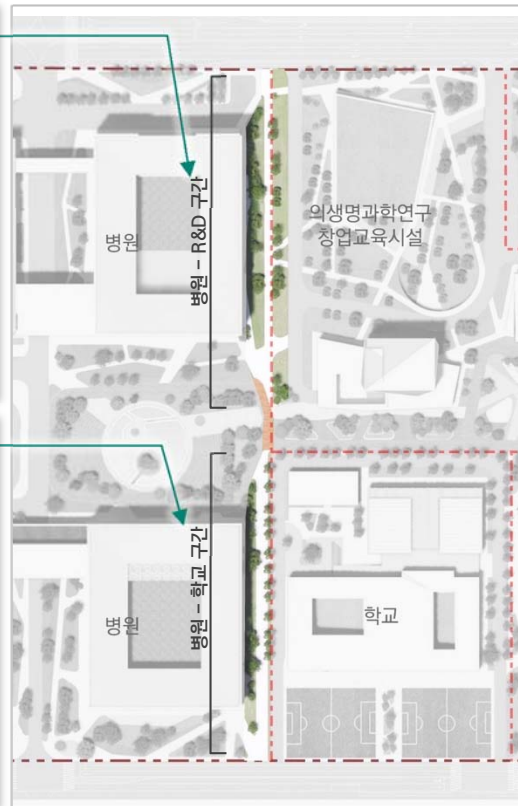 병원
병원 – R&D 구간
의생명과학연구
창업교육시설
병원
병원 – 학교 구간
학교